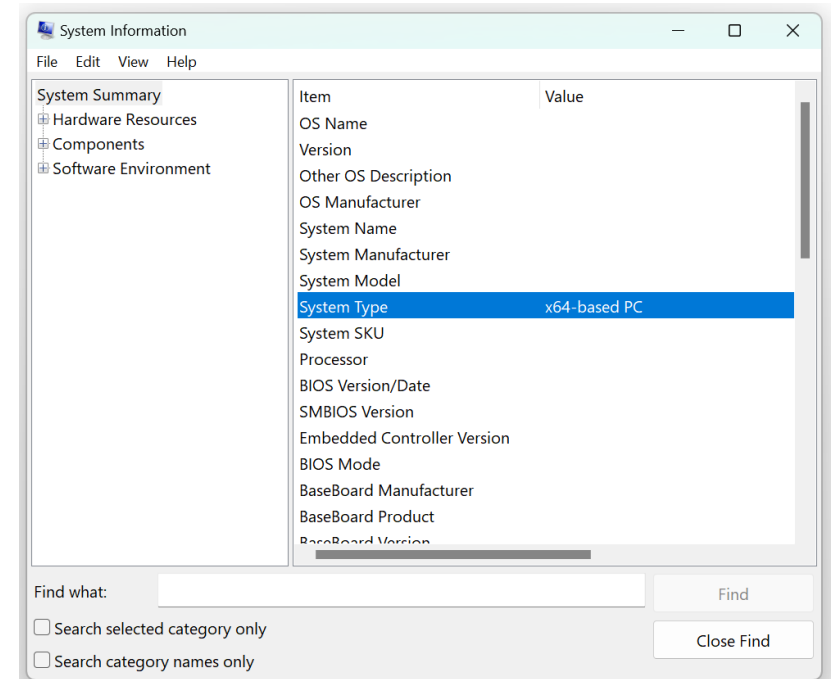 System Information
File Edit View Help
System Summary
Hardware Resources
Components
Software Environment
Item Value
OS Name
Version
Other OS Description
OS Manufacturer
System Name
System Manufacturer
System Model
System Type x64-based PC
System SKU
Processor
BIOS Version/Date
SMBIOS Version
Embedded Controller Version
BIOS Mode
BaseBoard Manufacturer
BaseBoard Product
BaseBoard Version
Find what:
Find
Search selected category only
Close Find
Search category names only